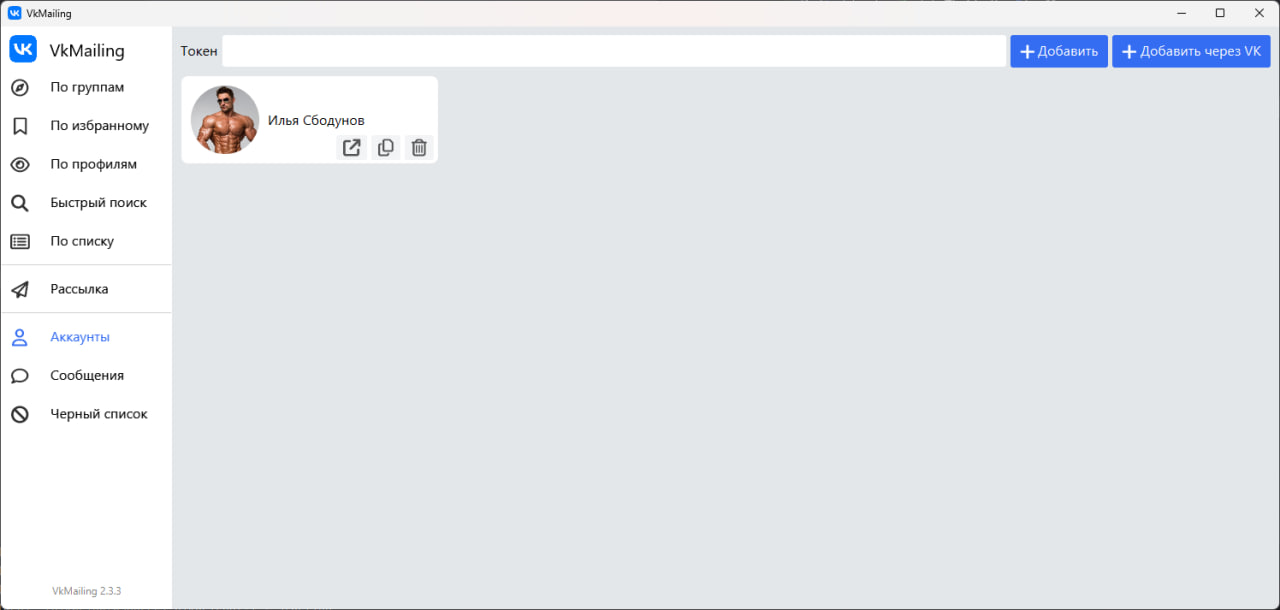 VkMailing
VkMailing
По группам
По избранному
По профилям
Быстрый поиск
По списку
Рассылка
Аккаунты
Сообщения
Черный список
VkMailing 2.3.3
Токен
Добавить
Добавить через VK
Илья Сбодунов